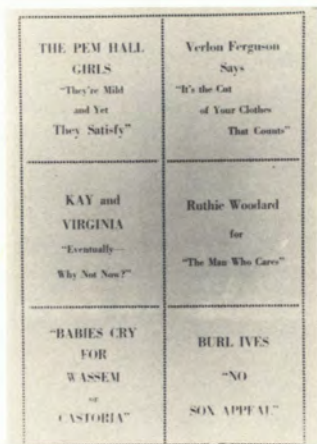 THE PEM HALL
GIRLS
"They're Mild
and Yet
They Satisfy"
Verlon Ferguson
Says
"It's the Cut
of Your Clothes
That Counts"
KAY and
VIRGINIA
"Eventually—
Why Not Now?"
Ruthie Woodard
for
"The Man Who Cares"
"BABIES CRY
FOR
WASSEM
or
CASTORIA"
BURL IVES
"NO
SOX APPEAL"